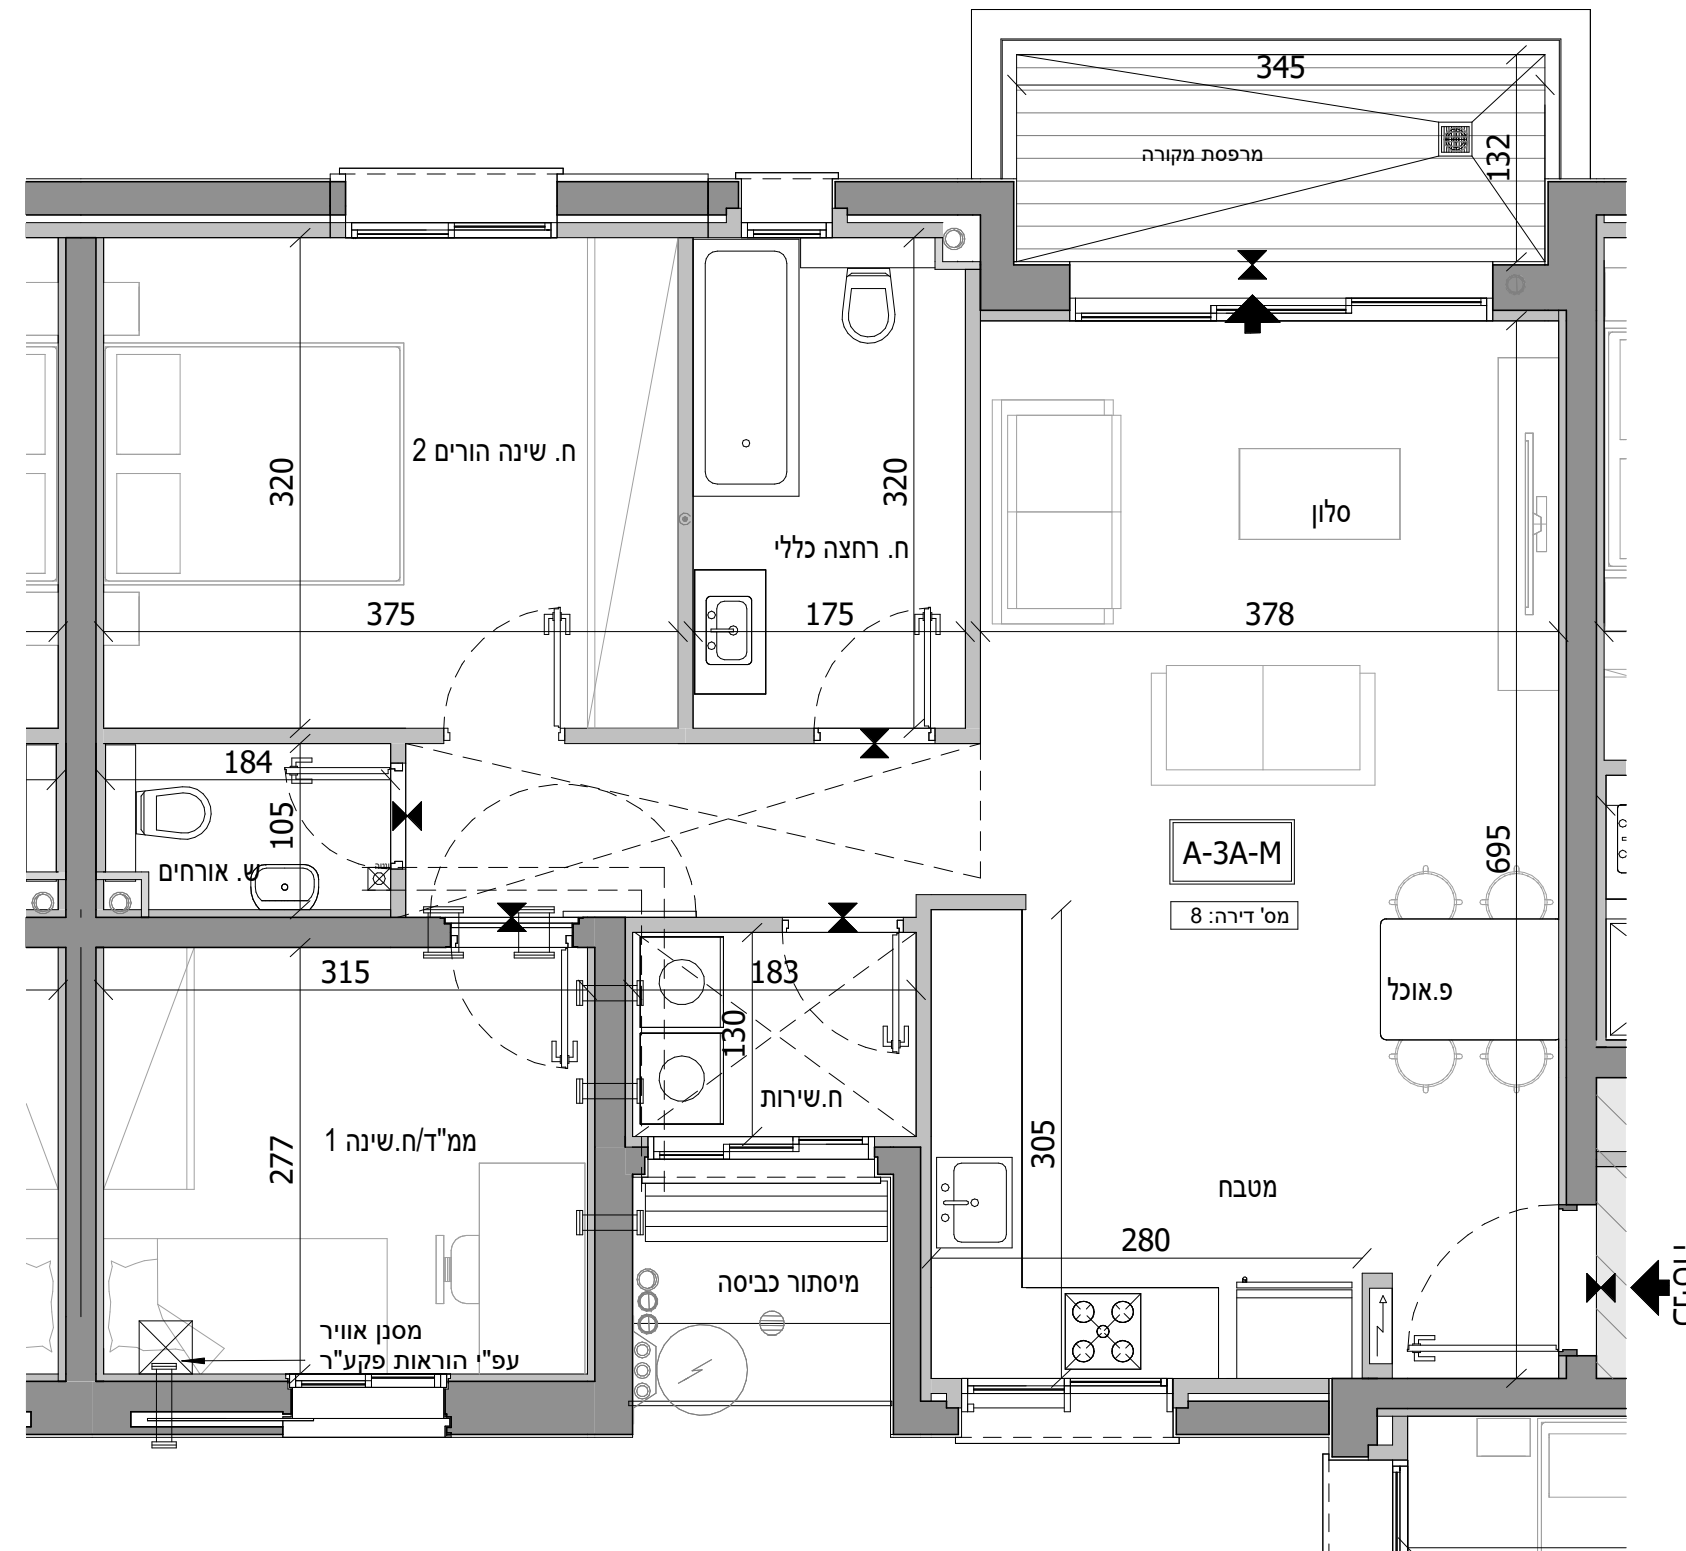 345
132
מרפסת מקורה
ח. שינה הורים 2
320
320
סלון
ח. רחצה כללי
375
175
378
184
105
ש. אורחים
A-3A-M
695
מס' דירה: 8
315
183
פ.אוכל
130
ח.שירות
ממ"ד/ח.שינה 1
277
305
מטבח
280
מיסתור כביסה
מסנן אוויר
עפ"י הוראות פקע"ר